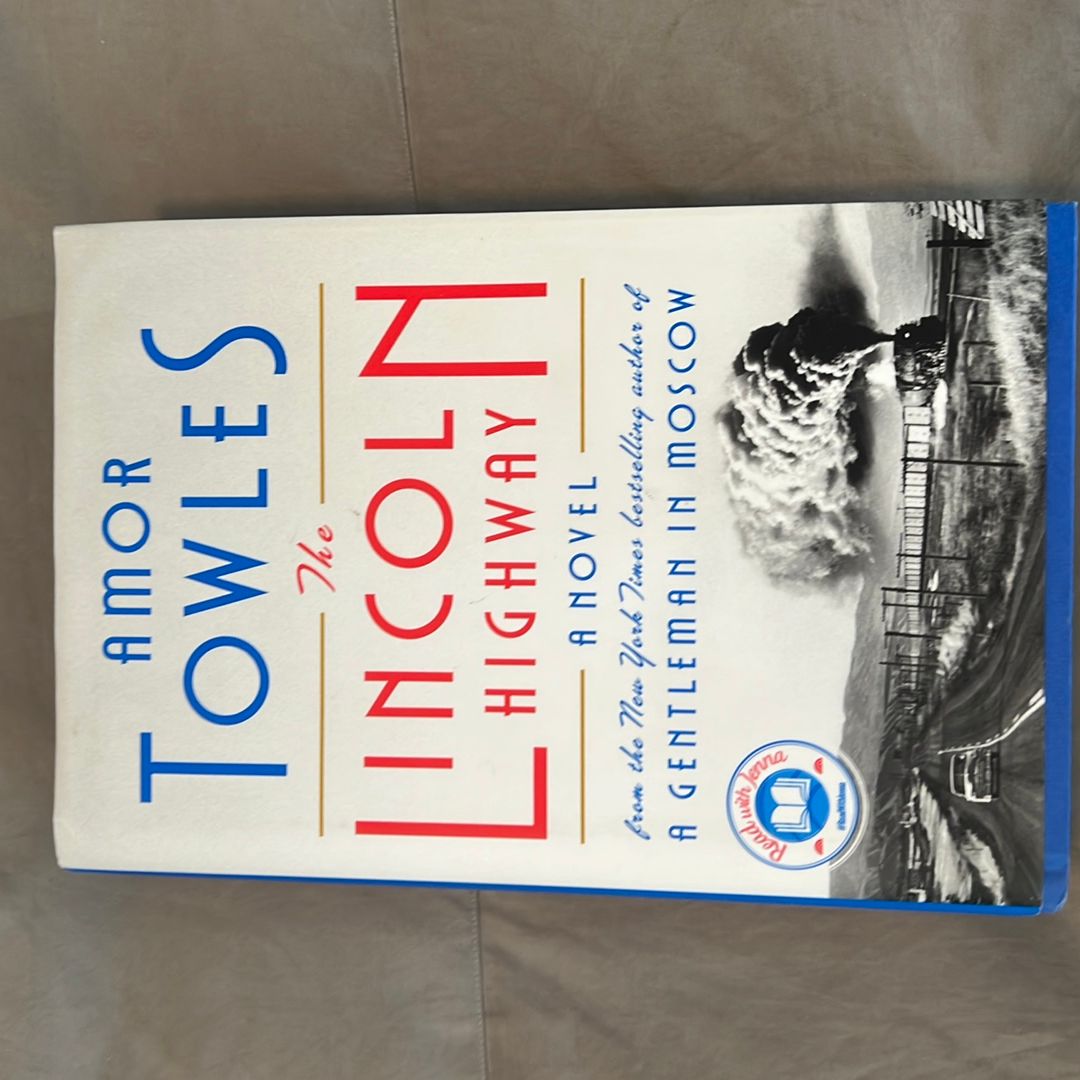 AMOR
TOWLES
The
LINCOLN
HIGHWAY
A NOVEL
from the New York Times bestselling author of
A GENTLEMAN IN MOSCOW
Read with Jenna
#ReadWithJenna